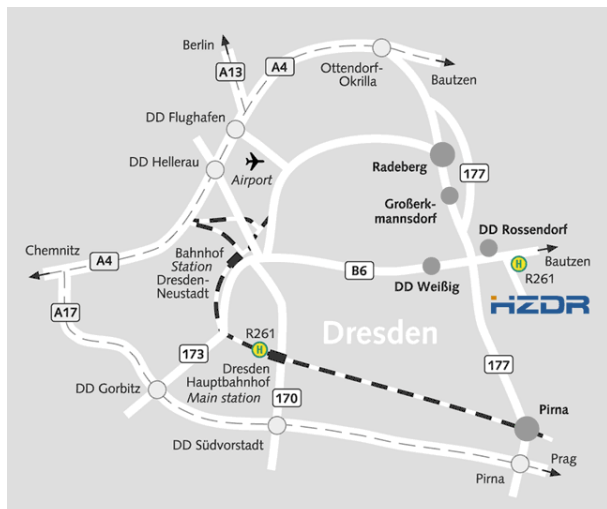 Berlin
A13
A4
Ottendorf-
Okrilla
Bautzen
DD Flughafen
DD Hellerau
Airport
Radeberg
177
Großerk-
mannsdorf
DD Rossendorf
Chemnitz
A4
Bahnhof
Station
Dresden-
Neustadt
B6
DD Weißig
H
Bautzen
R261
HZDR
A17
R261
H
Dresden
173
Dresden
Hauptbahnhof
Main station
177
DD Gorbitz
170
Pirna
DD Südvorstadt
Pirna
Prag